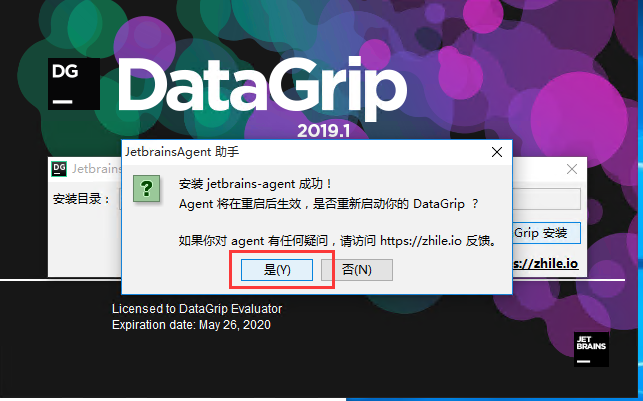 DG
DataGrip
2019.1
JetbrainsAgent 助手
Jetbrains
?
安装 jetbrains-agent 成功！
Agent 将在重启后生效，是否重新启动你的 DataGrip ？
安装目录：
如果你对 agent 有任何疑问，请访问 https://zhile.io 反馈。
Grip 安装
s://zhile.io
是(Y)
否(N)
Licensed to DataGrip Evaluator
Expiration date: May 26, 2020
JET
BRAINS